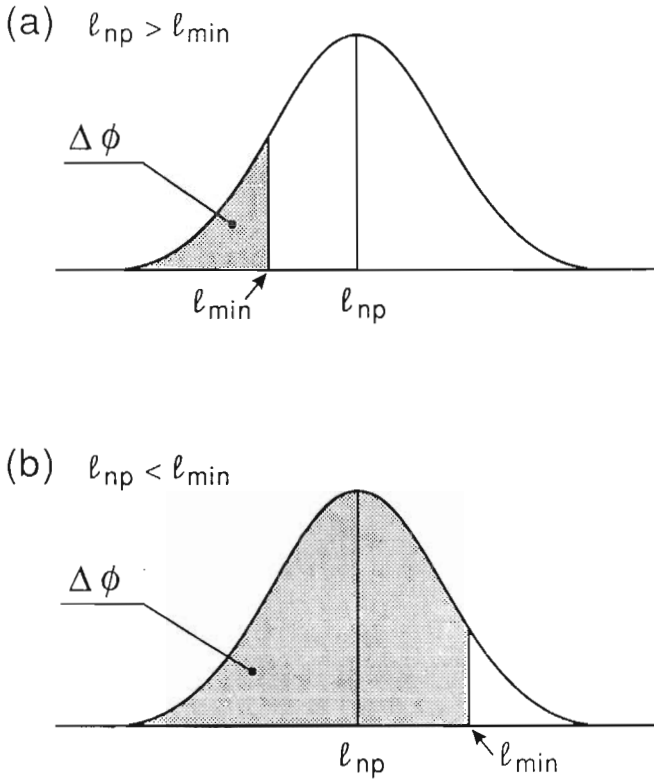 (a) ℓnp > ℓmin
Δϕ
ℓmin ℓnp
(b) ℓnp < ℓmin
Δϕ
ℓnp ℓmin